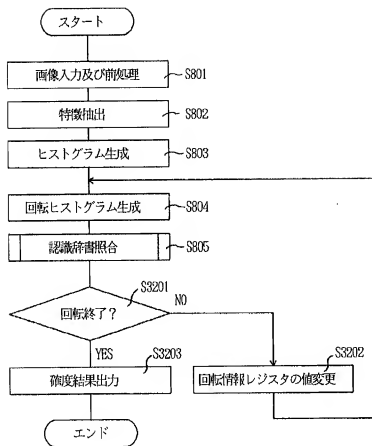 スタート
画像入力及び前処理
S801
特徴抽出
S802
ヒストグラム生成
S803
回転ヒストグラム生成
S804
認識辞書照合
S805
回転終了?
S3201
NO
YES
確度結果出力
S3203
回転情報レジスタの値変更
S3202
エンド